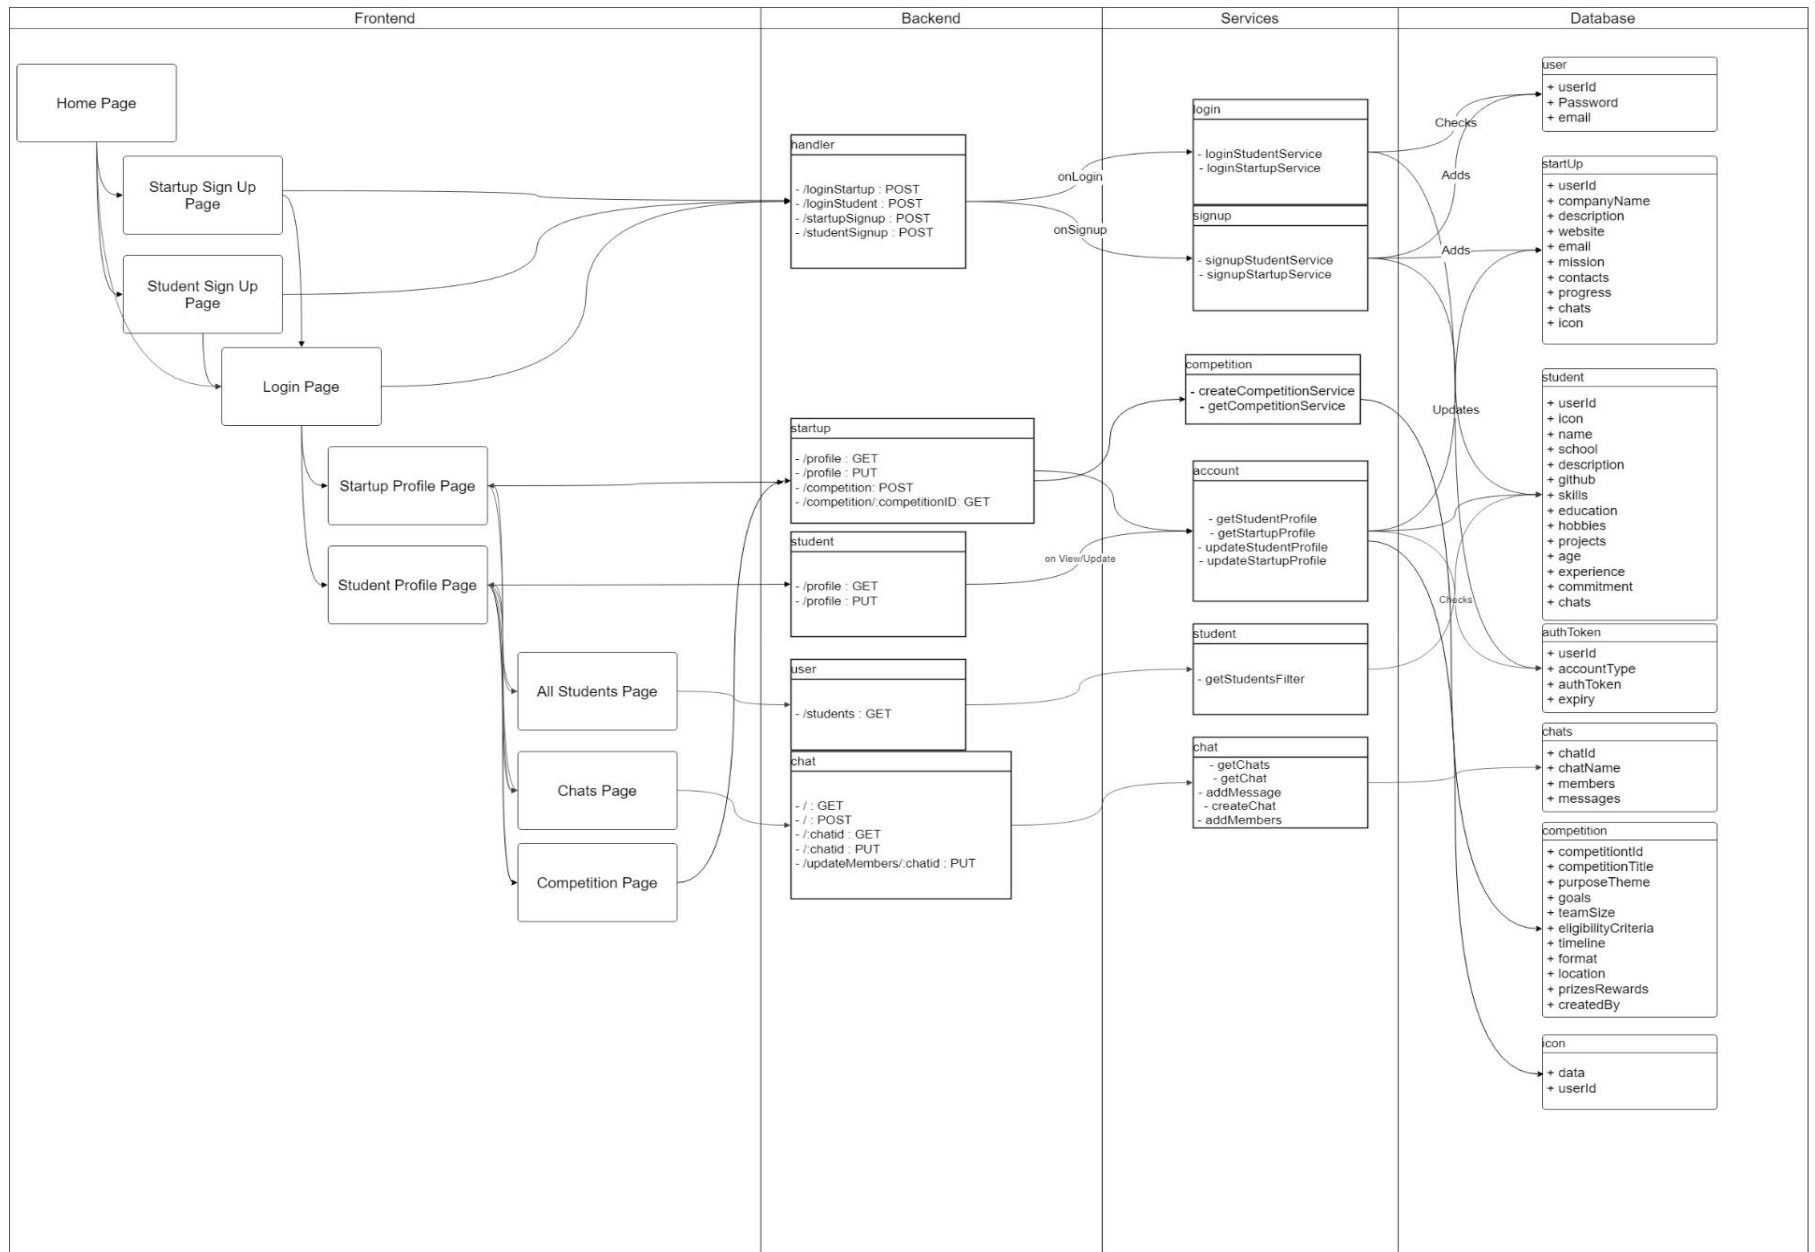 Frontend
Backend
Services
Database
Home Page
Startup Sign Up
Page
Student Sign Up
Page
Login Page
Startup Profile Page
Student Profile Page
All Students Page
Chats Page
Competition Page
handler
- /loginStartup : POST
- /loginStudent : POST
- /startupSignup : POST
- /studentSignup : POST
startup
- /profile : GET
- /profile : PUT
- /competition: POST
- /competition/:competitionID: GET
student
- /profile : GET
- /profile : PUT
user
- /students : GET
chat
- / : GET
- / : POST
- /:chatid : GET
- /:chatid : PUT
- /updateMembers/:chatid : PUT
onLogin
onSignup
on View/Update
login
- loginStudentService
- loginStartupService
signup
- signupStudentService
- signupStartupService
competition
- createCompetitionService
- getCompetitionService
account
- getStudentProfile
- getStartupProfile
- updateStudentProfile
- updateStartupProfile
student
- getStudentsFilter
chat
- getChats
- getChat
- addMessage
- createChat
- addMembers
Checks
Adds
Adds
Updates
Checks
user
+ userId
+ Password
+ email
startUp
+ userId
+ companyName
+ description
+ website
+ email
+ mission
+ contacts
+ progress
+ chats
+ icon
student
+ userId
+ icon
+ name
+ school
+ description
+ github
+ skills
+ education
+ hobbies
+ projects
+ age
+ experience
+ commitment
+ chats
authToken
+ userId
+ accountType
+ authToken
+ expiry
chats
+ chatId
+ chatName
+ members
+ messages
competition
+ competitiontId
+ competitionTitle
+ purposeTheme
+ goals
+ teamSize
+ eligibilityCriteria
+ timeline
+ format
+ location
+ prizesRewards
+ createdBy
icon
+ data
+ userId